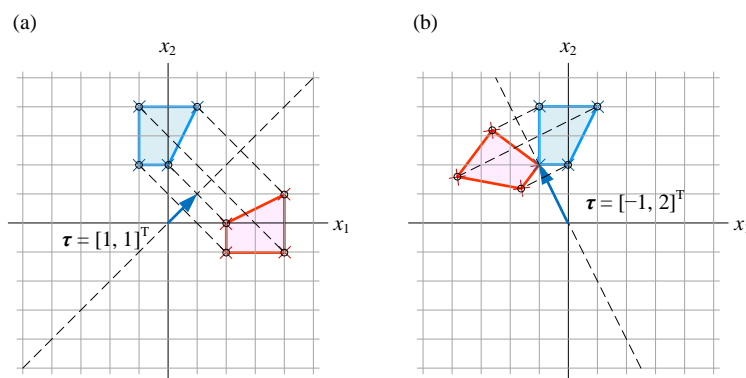 (a)
x₂
x₁
τ = [1, 1]ᵀ
(b)
x₂
x
τ = [−1, 2]ᵀ